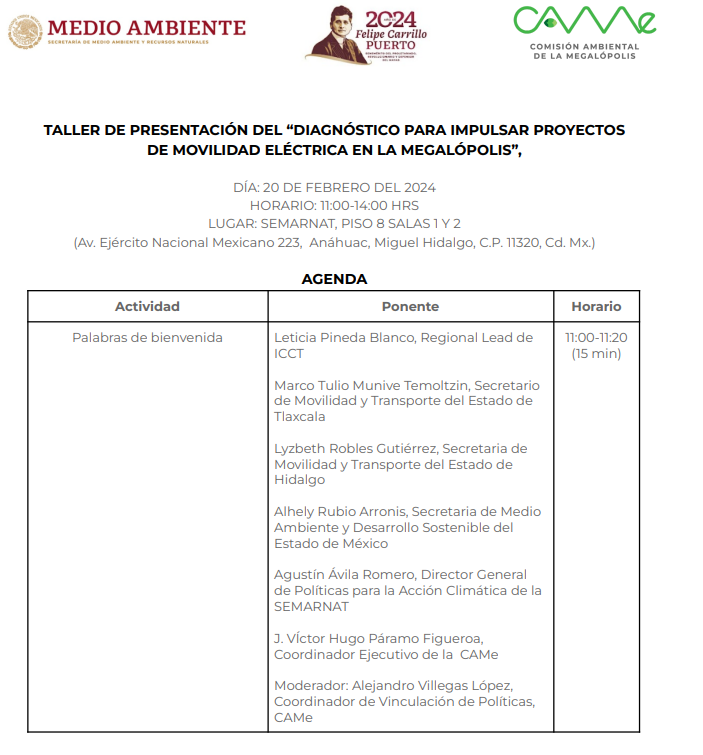 MEDIO AMBIENTE
SECRETARÍA DE MEDIO AMBIENTE Y RECURSOS NATURALES
2024
Felipe Carrillo
PUERTO
CAMe
COMISIÓN AMBIENTAL
DE LA MEGALÓPOLIS
TALLER DE PRESENTACIÓN DEL “DIAGNÓSTICO PARA IMPULSAR PROYECTOS
DE MOVILIDAD ELÉCTRICA EN LA MEGALÓPOLIS”,
DÍA: 20 DE FEBRERO DEL 2024
HORARIO: 11:00-14:00 HRS
LUGAR: SEMARNAT, PISO 8 SALAS 1 Y 2
(Av. Ejército Nacional Mexicano 223, Anáhuac, Miguel Hidalgo, C.P. 11320, Cd. Mx.)
AGENDA
Actividad Ponente Horario
Palabras de bienvenida Leticia Pineda Blanco, Regional Lead de 11:00-11:20
ICCT (15 min)
Marco Tulio Munive Temoltzin, Secretario
de Movilidad y Transporte del Estado de
Tlaxcala
Lyzbeth Robles Gutiérrez, Secretaria de
Movilidad y Transporte del Estado de
Hidalgo
Alhely Rubio Arronis, Secretaria de Medio
Ambiente y Desarrollo Sostenible del
Estado de México
Agustín Ávila Romero, Director General
de Políticas para la Acción Climática de la
SEMARNAT
J. VÍctor Hugo Páramo Figueroa,
Coordinador Ejecutivo de la CAMe
Moderador: Alejandro Villegas López,
Coordinador de Vinculación de Políticas,
CAMe